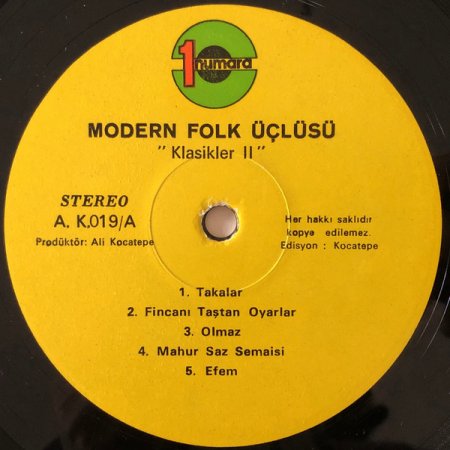 1 numara
MODERN FOLK ÜÇLÜSÜ
"Klasikler II"
STEREO
A. K.019/A
Prodüktör: Ali Kocatepe
Her hakkı saklıdır
kopye edilemez.
Edisyon : Kocatepe
1. Takalar
2. Fincanı Taştan Oyarlar
3. Olmaz
4. Mahur Saz Semaisi
5. Efem